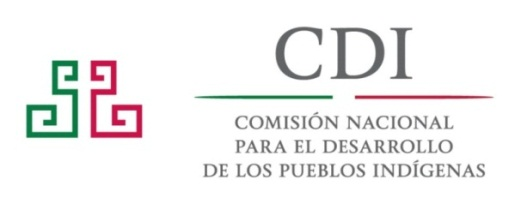 CDI
COMISIÓN NACIONAL
PARA EL DESARROLLO
DE LOS PUEBLOS INDÍGENAS